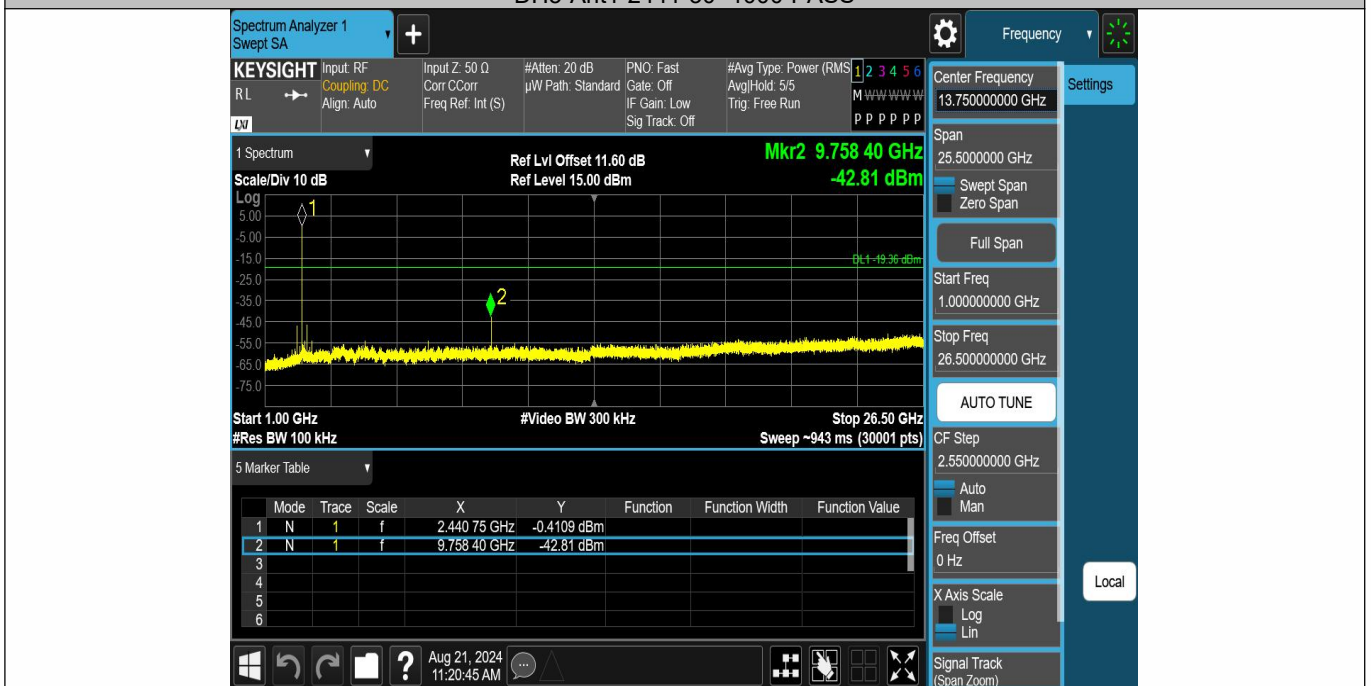 Spectrum Analyzer 1
Swept SA
+
Frequency
KEYSIGHT
RL
LXI
Input: RF
Coupling: DC
Align: Auto
Input Z: 50 Ω
Corr CCorr
Freq Ref: Int (S)
#Atten: 20 dB
µW Path: Standard
PNO: Fast
Gate: Off
IF Gain: Low
Sig Track: Off
#Avg Type: Power (RMS
Avg|Hold: 5/5
Trig: Free Run
1 2 3 4 5 6
M W W W W W
P P P P P P
1 Spectrum
Scale/Div 10 dB
Ref Lvl Offset 11.60 dB
Ref Level 15.00 dBm
Mkr2 9.758 40 GHz
-42.81 dBm
Log
5.00
-5.00
-15.0
-25.0
-35.0
-45.0
-55.0
-65.0
-75.0
1
2
DL1 -19.36 dBm
Start 1.00 GHz
#Video BW 300 kHz
Stop 26.50 GHz
#Res BW 100 kHz
Sweep ~943 ms (30001 pts)
5 Marker Table
Mode Trace Scale X Y Function Function Width Function Value
1 N 1 f 2.440 75 GHz -0.4109 dBm
2 N 1 f 9.758 40 GHz -42.81 dBm
3
4
5
6
Aug 21, 2024
11:20:45 AM
Center Frequency
13.750000000 GHz
Settings
Span
25.5000000 GHz
Swept Span
Zero Span
Full Span
Start Freq
1.000000000 GHz
Stop Freq
26.500000000 GHz
AUTO TUNE
CF Step
2.550000000 GHz
Auto
Man
Freq Offset
0 Hz
Local
X Axis Scale
Log
Lin
Signal Track
(Span Zoom)